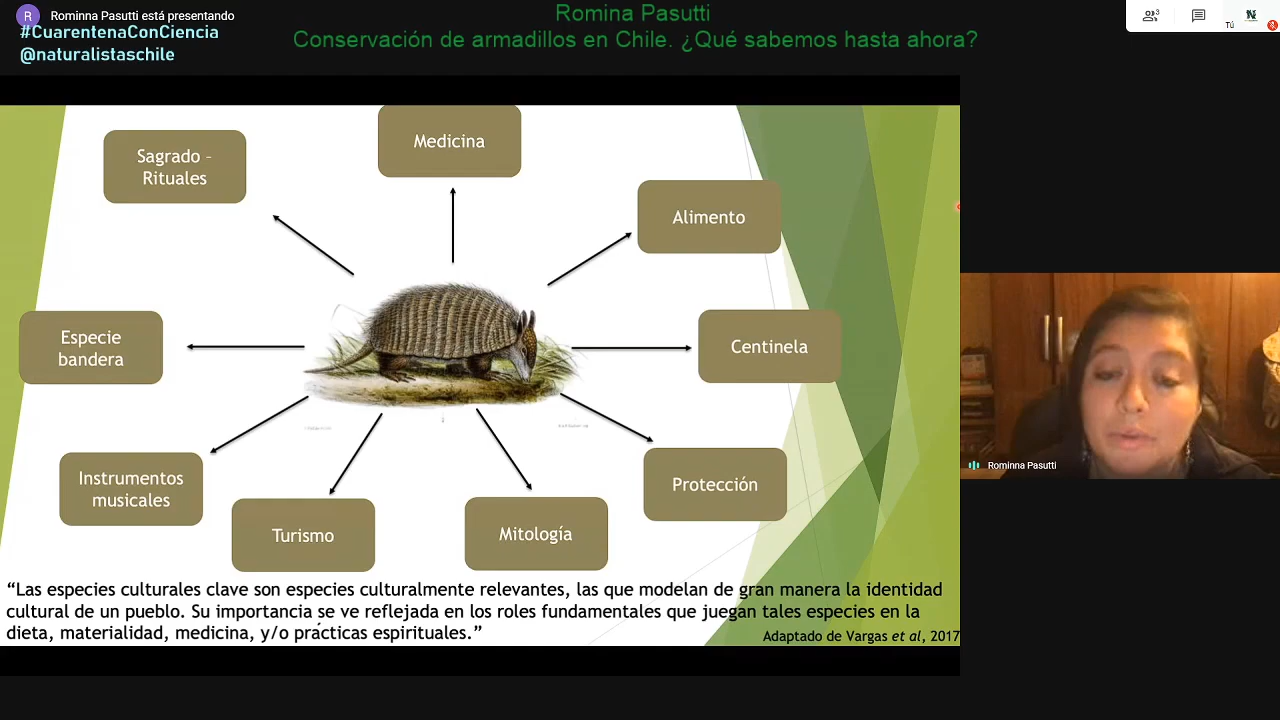 R
Rominna Pasutti está presentando
#CuarentenaConCiencia
@naturalistaschile
Romina Pasutti
Conservación de armadillos en Chile. ¿Qué sabemos hasta ahora?
3
Tú
Medicina
Sagrado –
Rituales
Alimento
Especie
bandera
Centinela
Instrumentos
musicales
Protección
Turismo
Mitología
Rominna Pasutti
“Las especies culturales clave son especies culturalmente relevantes, las que modelan de gran manera la identidad
cultural de un pueblo. Su importancia se ve reflejada en los roles fundamentales que juegan tales especies en la
dieta, materialidad, medicina, y/o prácticas espirituales.”
Adaptado de Vargas et al, 2017